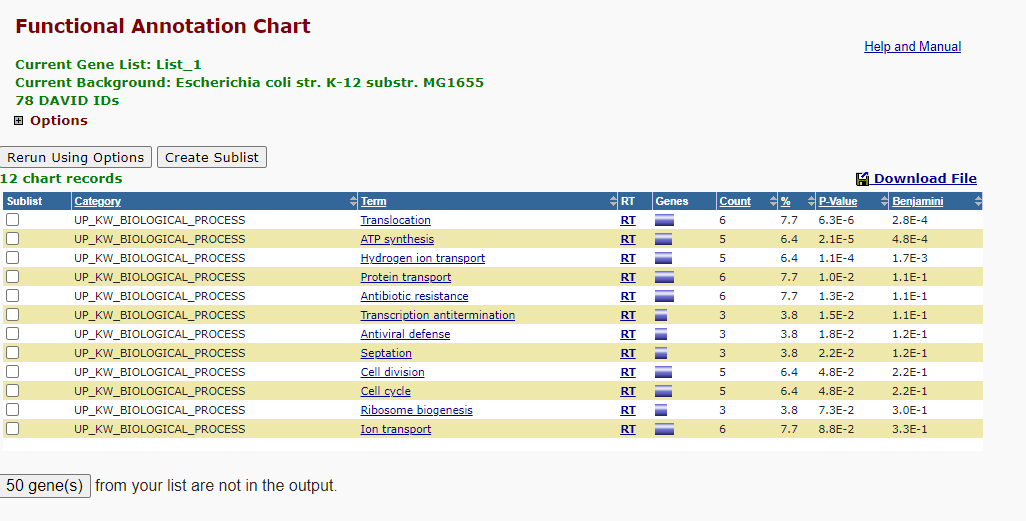 Functional Annotation Chart
Help and Manual
Current Gene List: List_1
Current Background: Escherichia coli str. K-12 substr. MG1655
78 DAVID IDs
Options
Rerun Using Options Create Sublist
12 chart records Download File
Sublist Category Term RT Genes Count % P-Value Benjamini
UP_KW_BIOLOGICAL_PROCESS Translocation RT 6 7.7 6.3E-6 2.8E-4
UP_KW_BIOLOGICAL_PROCESS ATP synthesis RT 5 6.4 2.1E-5 4.8E-4
UP_KW_BIOLOGICAL_PROCESS Hydrogen ion transport RT 5 6.4 1.1E-4 1.7E-3
UP_KW_BIOLOGICAL_PROCESS Protein transport RT 6 7.7 1.0E-2 1.1E-1
UP_KW_BIOLOGICAL_PROCESS Antibiotic resistance RT 6 7.7 1.3E-2 1.1E-1
UP_KW_BIOLOGICAL_PROCESS Transcription antitermination RT 3 3.8 1.5E-2 1.1E-1
UP_KW_BIOLOGICAL_PROCESS Antiviral defense RT 3 3.8 1.8E-2 1.2E-1
UP_KW_BIOLOGICAL_PROCESS Septation RT 3 3.8 2.2E-2 1.2E-1
UP_KW_BIOLOGICAL_PROCESS Cell division RT 5 6.4 4.8E-2 2.2E-1
UP_KW_BIOLOGICAL_PROCESS Cell cycle RT 5 6.4 4.8E-2 2.2E-1
UP_KW_BIOLOGICAL_PROCESS Ribosome biogenesis RT 3 3.8 7.3E-2 3.0E-1
UP_KW_BIOLOGICAL_PROCESS Ion transport RT 6 7.7 8.8E-2 3.3E-1
50 gene(s) from your list are not in the output.